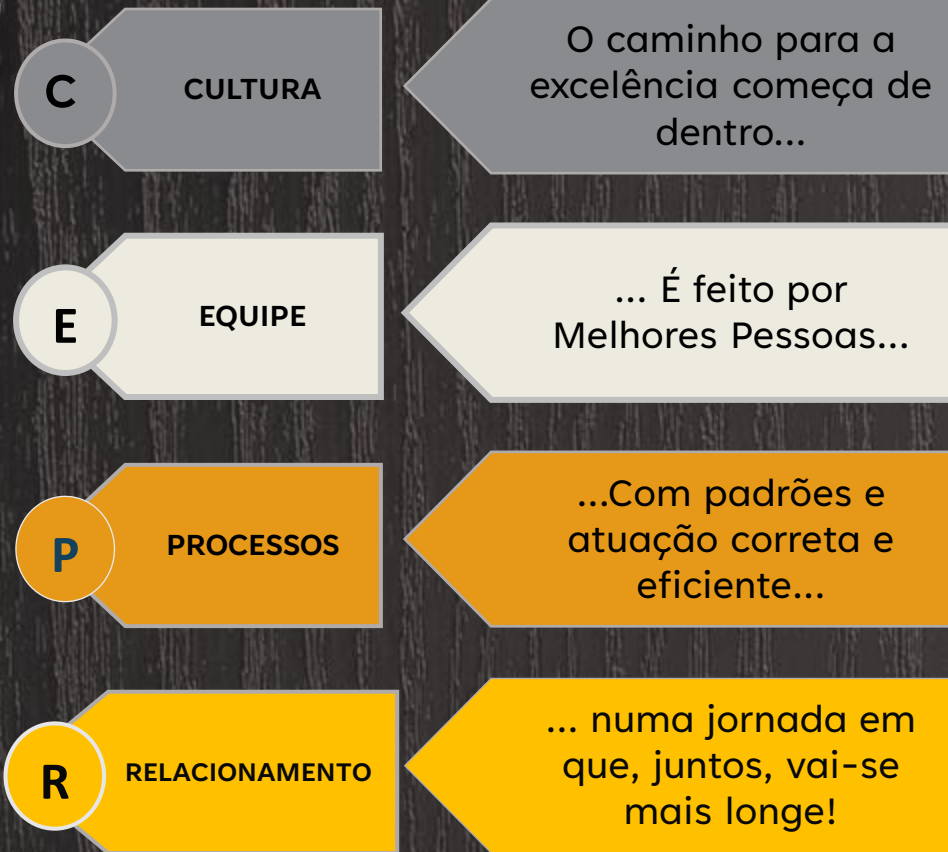 C
CULTURA
O caminho para a
excelência começa de
dentro...
E
EQUIPE
... É feito por
Melhores Pessoas...
P
PROCESSOS
...Com padrões e
atuação correta e
eficiente...
R
RELACIONAMENTO
... numa jornada em
que, juntos, vai-se
mais longe!